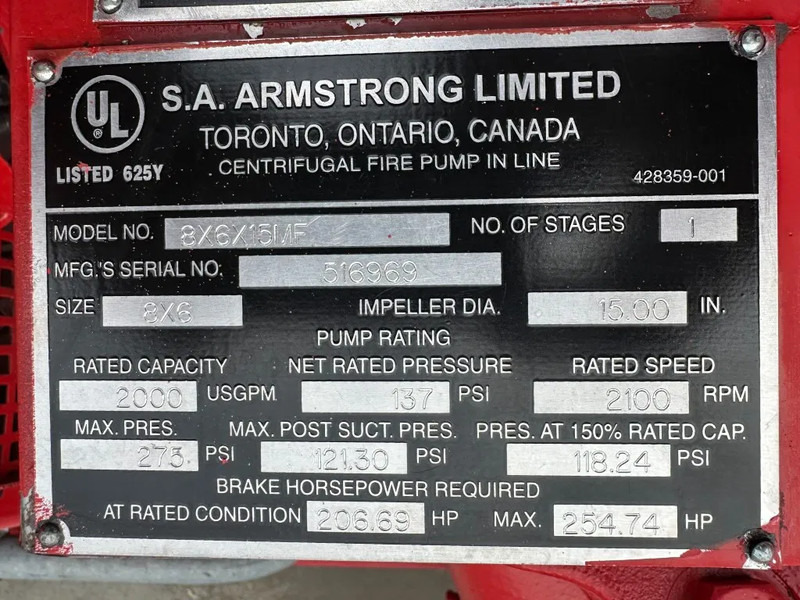 UL
®
LISTED 625Y
S.A. ARMSTRONG LIMITED
TORONTO, ONTARIO, CANADA
CENTRIFUGAL FIRE PUMP IN LINE
428359-001
MODEL NO. 8X6X15MF NO. OF STAGES 1
MFG.'S SERIAL NO: 516969
SIZE 8X6 IMPELLER DIA. 15.00 IN.
PUMP RATING
RATED CAPACITY NET RATED PRESSURE RATED SPEED
2000 USGPM 137 PSI 2100 RPM
MAX. PRES. MAX. POST SUCT. PRES. PRES. AT 150% RATED CAP.
275 PSI 121.30 PSI 118.24 PSI
BRAKE HORSEPOWER REQUIRED
AT RATED CONDITION 206.69 HP MAX. 254.74 HP